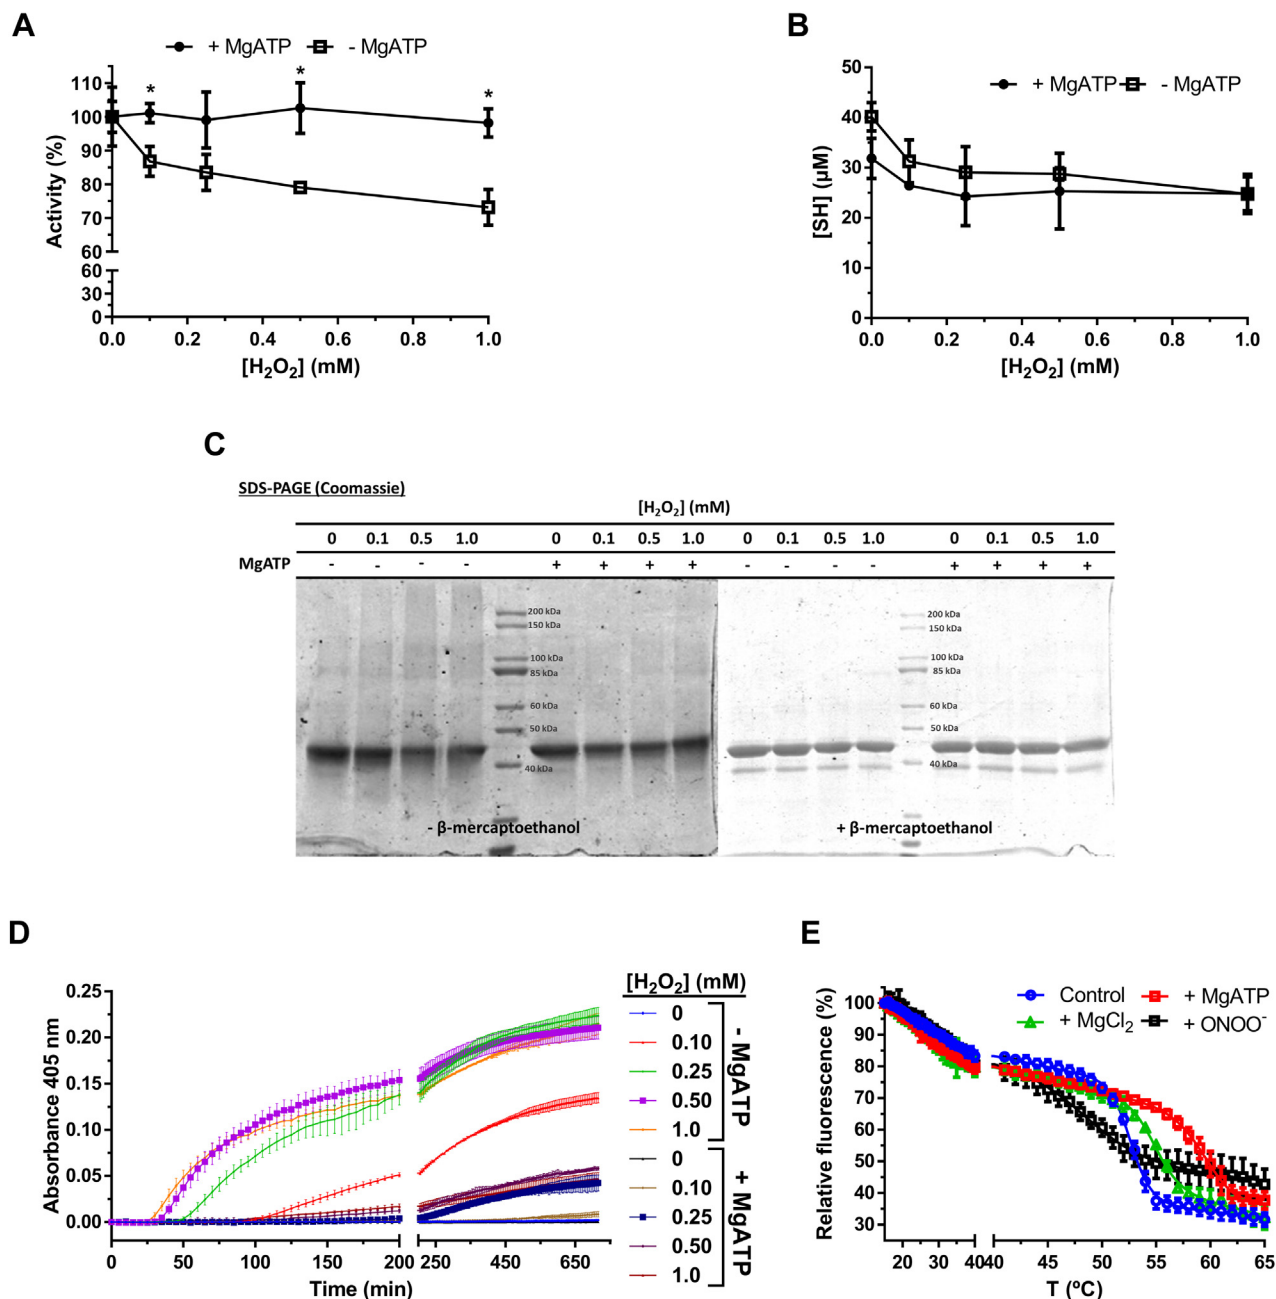 A
+ MgATP - MgATP
* * *
110
100
90
80
70
60
60
30
0
Activity (%)
0.0 0.2 0.4 0.6 0.8 1.0
[H₂O₂] (mM)
B
+ MgATP - MgATP
50
40
30
20
10
0
[SH] (µM)
0.0 0.2 0.4 0.6 0.8 1.0
[H₂O₂] (mM)
C
SDS-PAGE (Coomassie)
[H₂O₂] (mM)
0 0.1 0.5 1.0 0 0.1 0.5 1.0 0 0.1 0.5 1.0 0 0.1 0.5 1.0
MgATP - - - - + + + + - - - - + + + +
200 kDa 200 kDa
150 kDa 150 kDa
100 kDa 100 kDa
85 kDa 85 kDa
60 kDa 60 kDa
50 kDa 50 kDa
40 kDa 40 kDa
- β-mercaptoethanol + β-mercaptoethanol
D
0.25
0.20
0.15
0.10
0.05
0.00
Absorbance 405 nm
0 50 100 150 200 250 450 650
Time (min)
[H₂O₂] (mM)
0
0.10
0.25
0.50
1.0
- MgATP
0
0.10
0.25
0.50
1.0
+ MgATP
E
Control + MgATP
+ MgCl₂ + ONOO⁻
100
90
80
70
60
50
40
30
Relative fluorescence (%)
20 30 40 40 45 50 55 60 65
T (ºC)